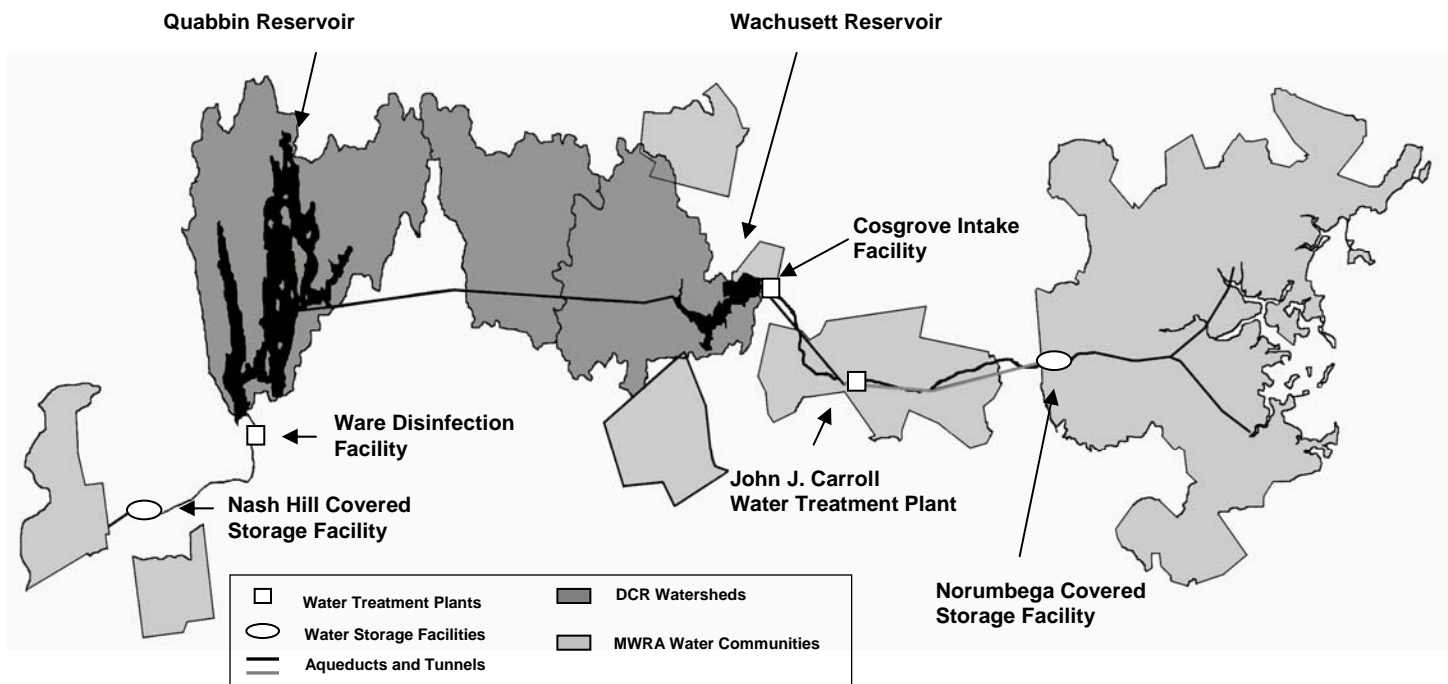 Quabbin Reservoir
Wachusett Reservoir
Cosgrove Intake
Facility
Ware Disinfection
Facility
Nash Hill Covered
Storage Facility
John J. Carroll
Water Treatment Plant
Norumbega Covered
Storage Facility
Water Treatment Plants
DCR Watersheds
Water Storage Facilities
MWRA Water Communities
Aqueducts and Tunnels